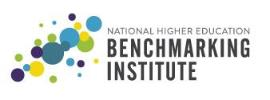 NATIONAL HIGHER EDUCATION
BENCHMARKING
INSTITUTE